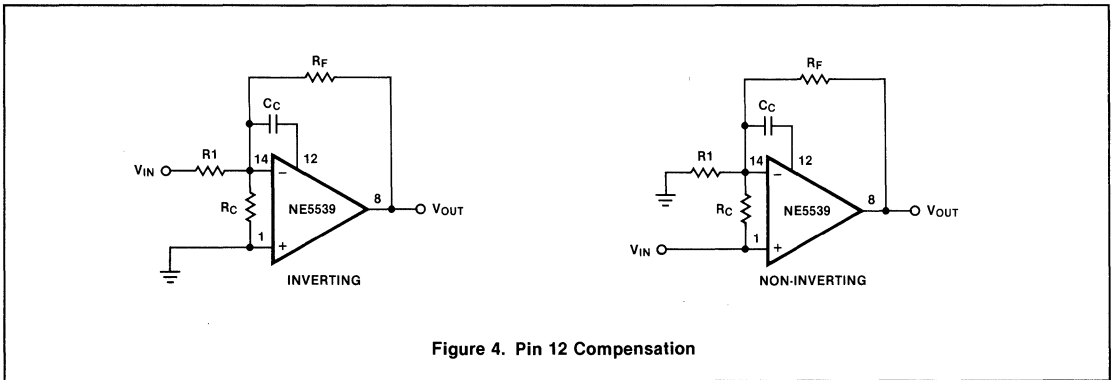 RF
CC
R1
14
12
VIN
−
RC
NE5539
8
VOUT
1
+
INVERTING
RF
CC
R1
14
12
−
RC
NE5539
8
VOUT
1
VIN
+
NON-INVERTING
Figure 4. Pin 12 Compensation